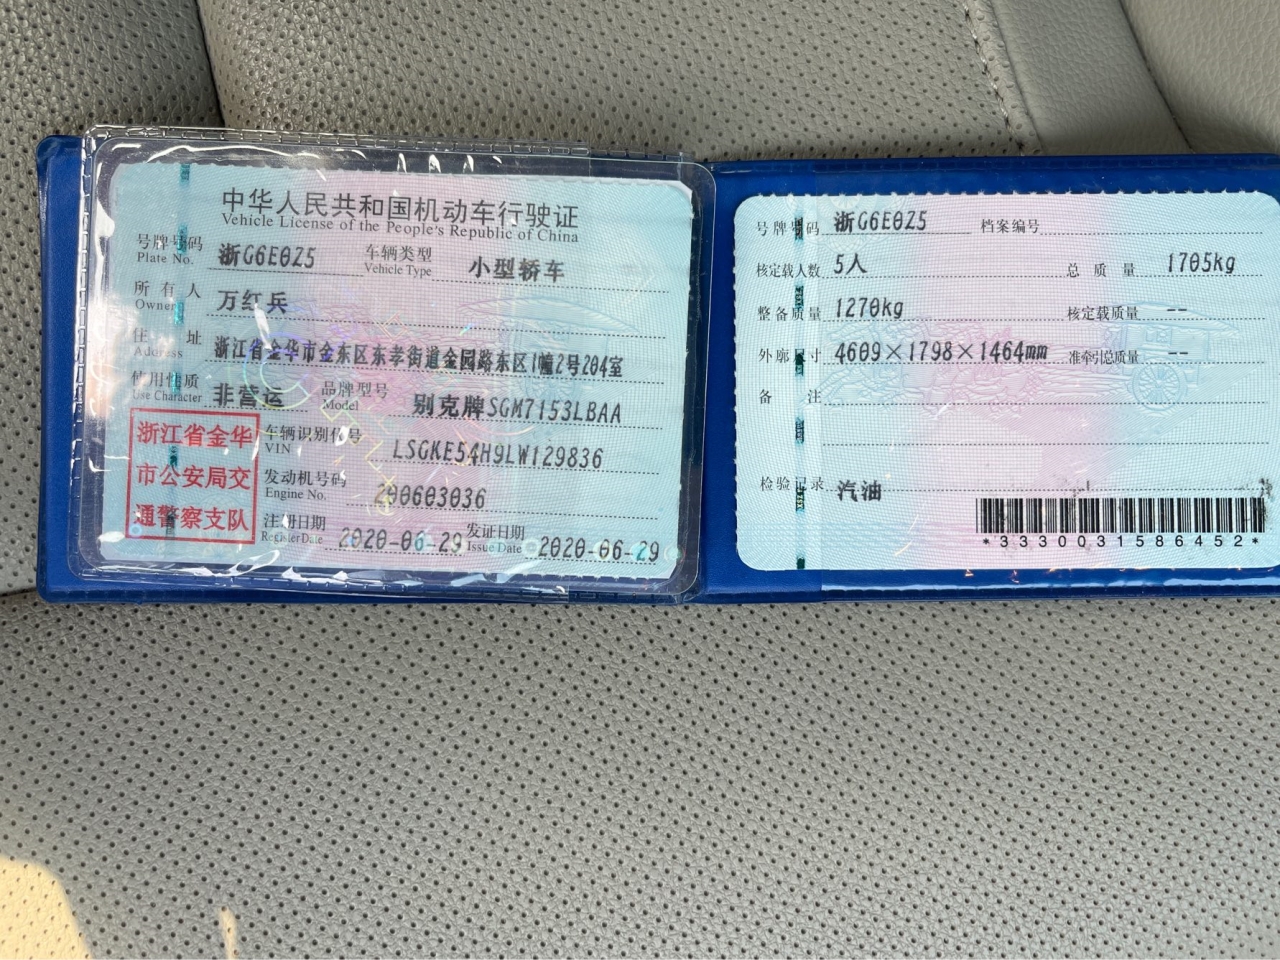 中华人民共和国机动车行驶证
Vehicle License of the People's Republic of China
号牌号码 浙G6E0Z5 车辆类型 小型轿车
Plate No. Vehicle Type
所有人 万红兵
Owner
住址 浙江省金华市金东区东孝街道金园路东区1幢2号204室
Address
使用性质 非营运 品牌型号 别克牌SGM7153LBAA
Use Character Model
浙江省金华
市公安局交
通警察支队
车辆识别代号 LSGKE54H9LW129836
VIN
发动机号码 200603036
Engine No.
注册日期 2020-06-29 发证日期 2020-06-29
Register Date Issue Date
号牌号码 浙G6E0Z5 档案编号
核定载人数 5人 总质量 1705kg
整备质量 1270kg 核定载质量 --
外廓尺寸 4609×1798×1464mm 准牵引总质量 --
备注
检验记录 汽油
*3330031586452*